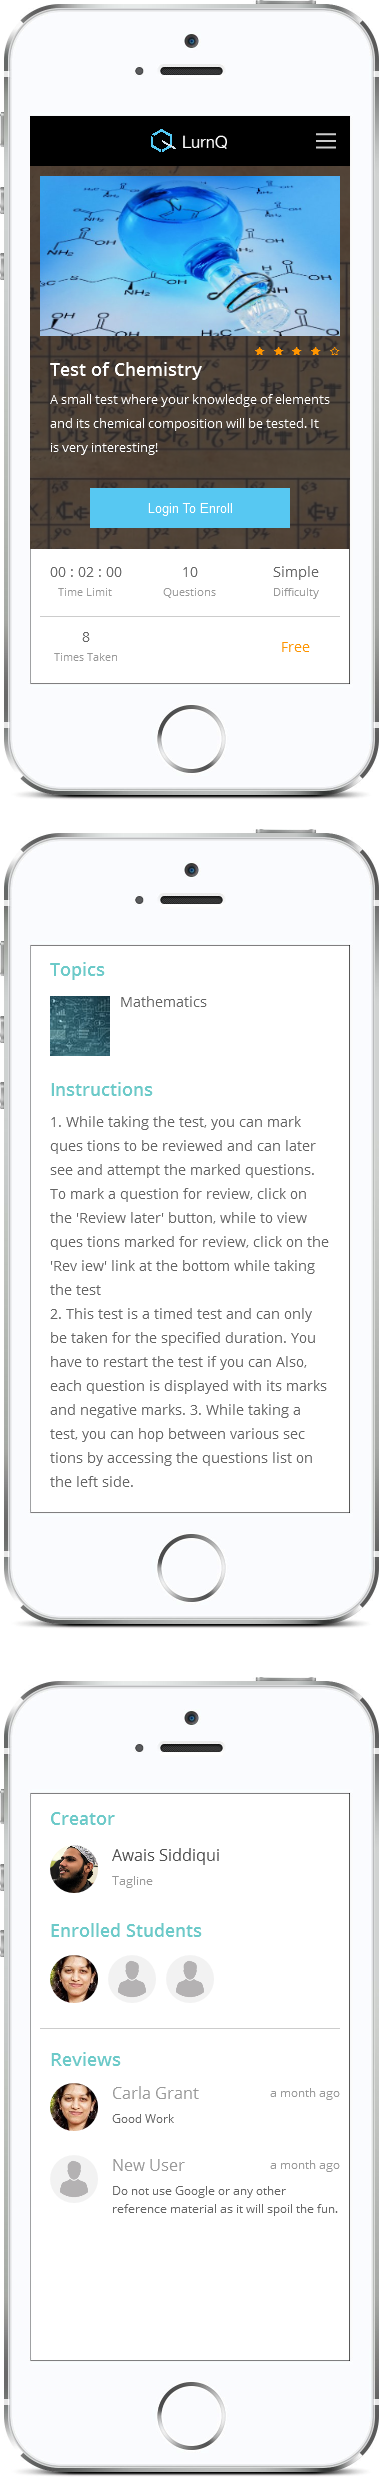 LurnQ
Test of Chemistry
A small test where your knowledge of elements
and its chemical composition will be tested. It
is very interesting!
Login To Enroll
00 : 02 : 00 10 Simple
Time Limit Questions Difficulty
8 Free
Times Taken
Topics
Mathematics
Instructions
1. While taking the test, you can mark
ques tions to be reviewed and can later
see and attempt the marked questions.
To mark a question for review, click on
the 'Review later' button, while to view
ques tions marked for review, click on the
'Rev iew' link at the bottom while taking
the test
2. This test is a timed test and can only
be taken for the specified duration. You
have to restart the test if you can Also,
each question is displayed with its marks
and negative marks. 3. While taking a
test, you can hop between various sec
tions by accessing the questions list on
the left side.
Creator
Awais Siddiqui
Tagline
Enrolled Students
Reviews
Carla Grant a month ago
Good Work
New User a month ago
Do not use Google or any other
reference material as it will spoil the fun.